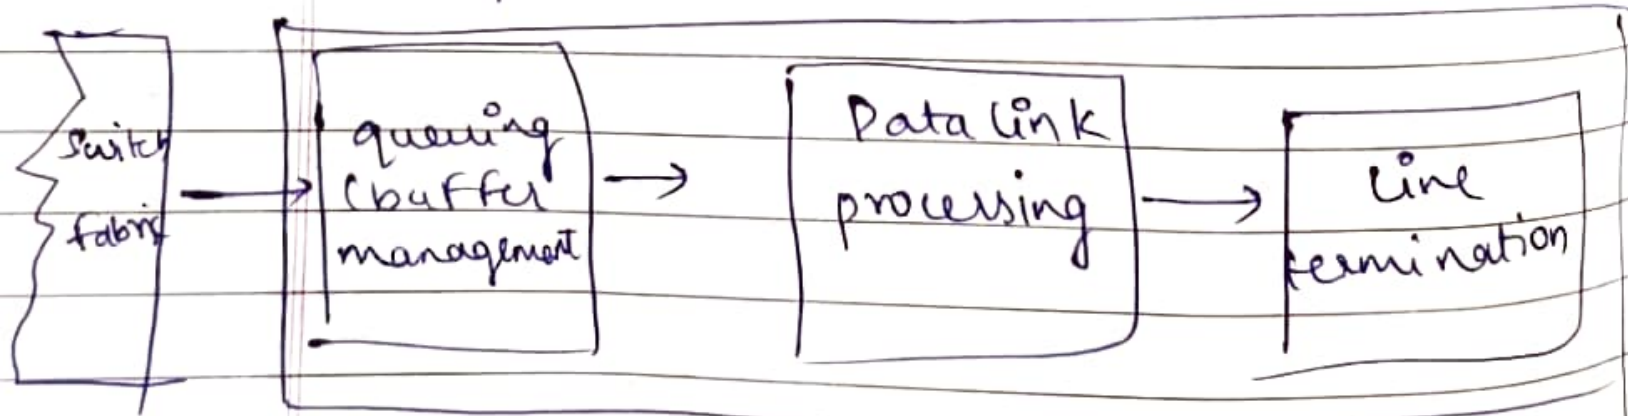 Switch
fabric
queuing
(buffer
management
Data link
processing
Line
termination